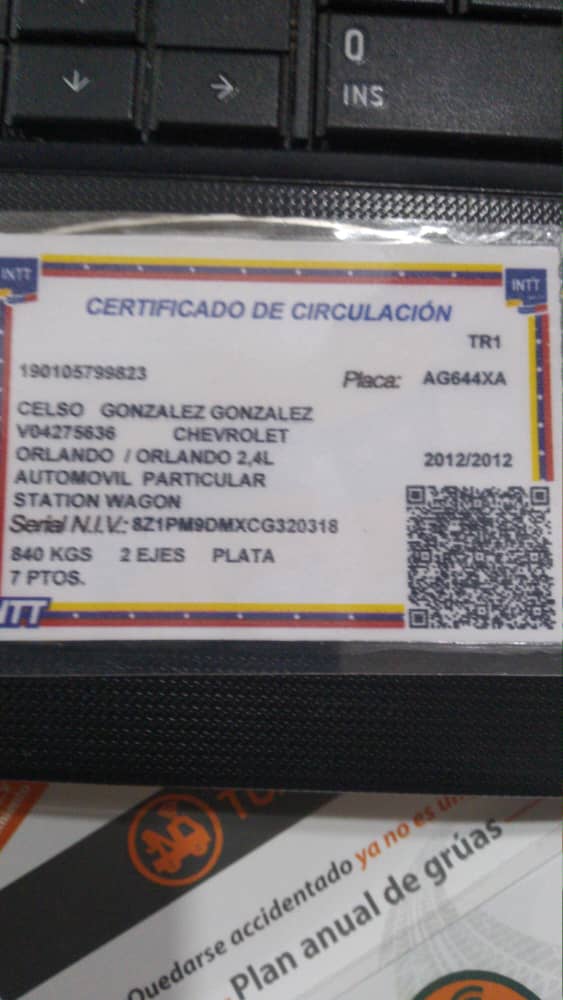 0
INS
INTT
INTT
CERTIFICADO DE CIRCULACIÓN
TR1
190105799823
Placa: AG644XA
CELSO GONZALEZ GONZALEZ
V04275636 CHEVROLET
ORLANDO / ORLANDO 2,4L 2012/2012
AUTOMOVIL PARTICULAR
STATION WAGON
Serial N.I.V.: 8Z1PM9DMXCG320318
840 KGS 2 EJES PLATA
7 PTOS.
Quedarse accidentado ya no es
Plan anual de grúas